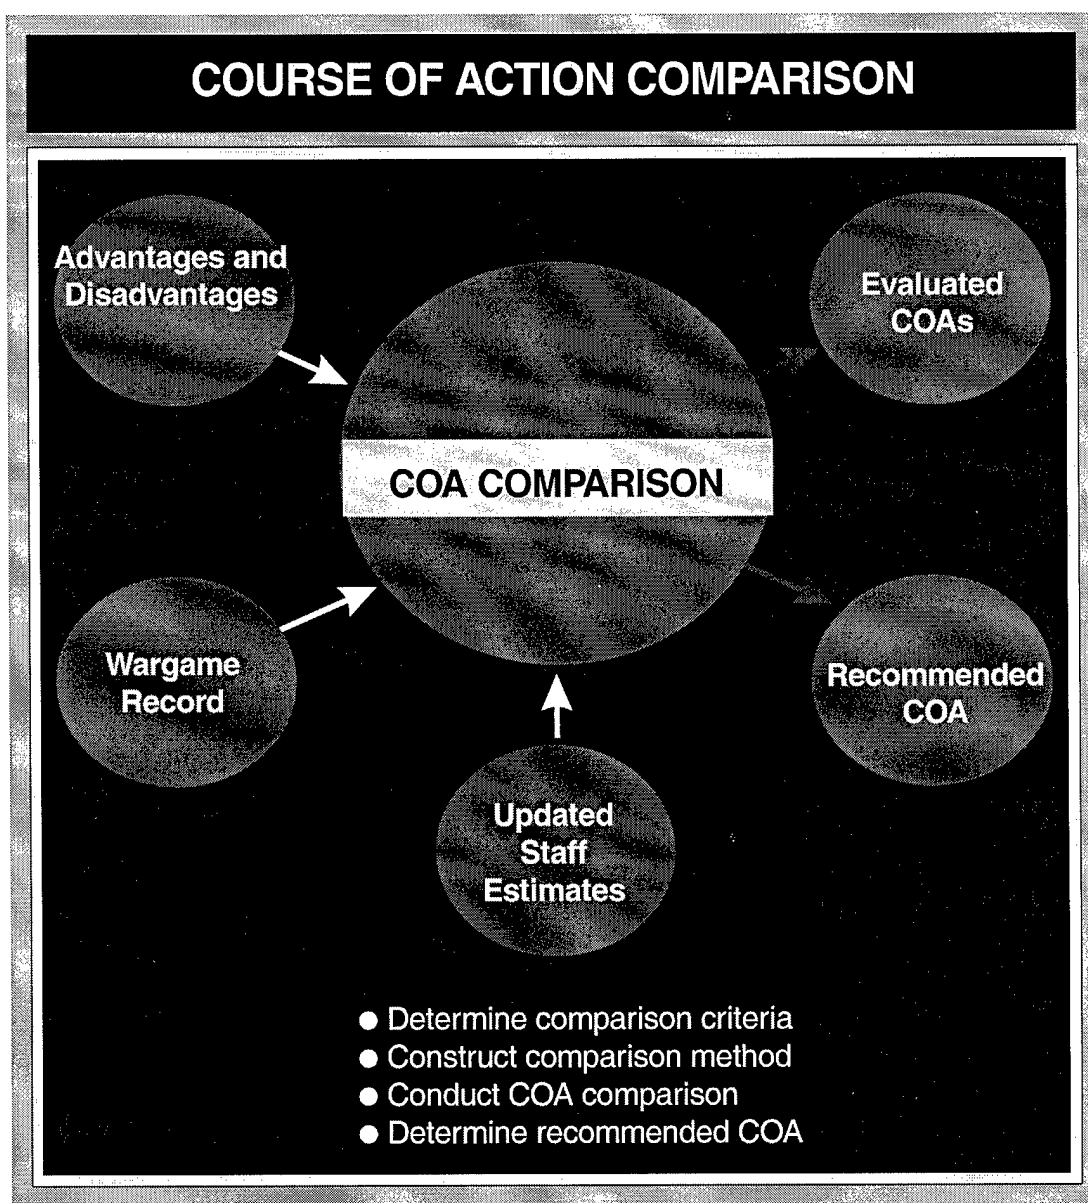 COURSE OF ACTION COMPARISON
Advantages and
Disadvantages
Evaluated
COAs
COA COMPARISON
Wargame
Record
Recommended
COA
Updated
Staff
Estimates
● Determine comparison criteria
● Construct comparison method
● Conduct COA comparison
● Determine recommended COA